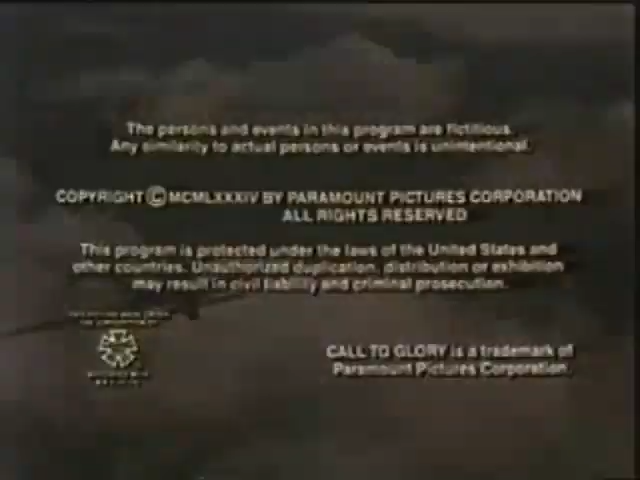 The persons and events in this program are fictitious.
Any similarity to actual persons or events is unintentional.
COPYRIGHT © MCMLXXXIV BY PARAMOUNT PICTURES CORPORATION
ALL RIGHTS RESERVED
This program is protected under the laws of the United States and
other countries. Unauthorized duplication, distribution or exhibition
may result in civil liability and criminal prosecution.
CALL TO GLORY is a trademark of
Paramount Pictures Corporation.